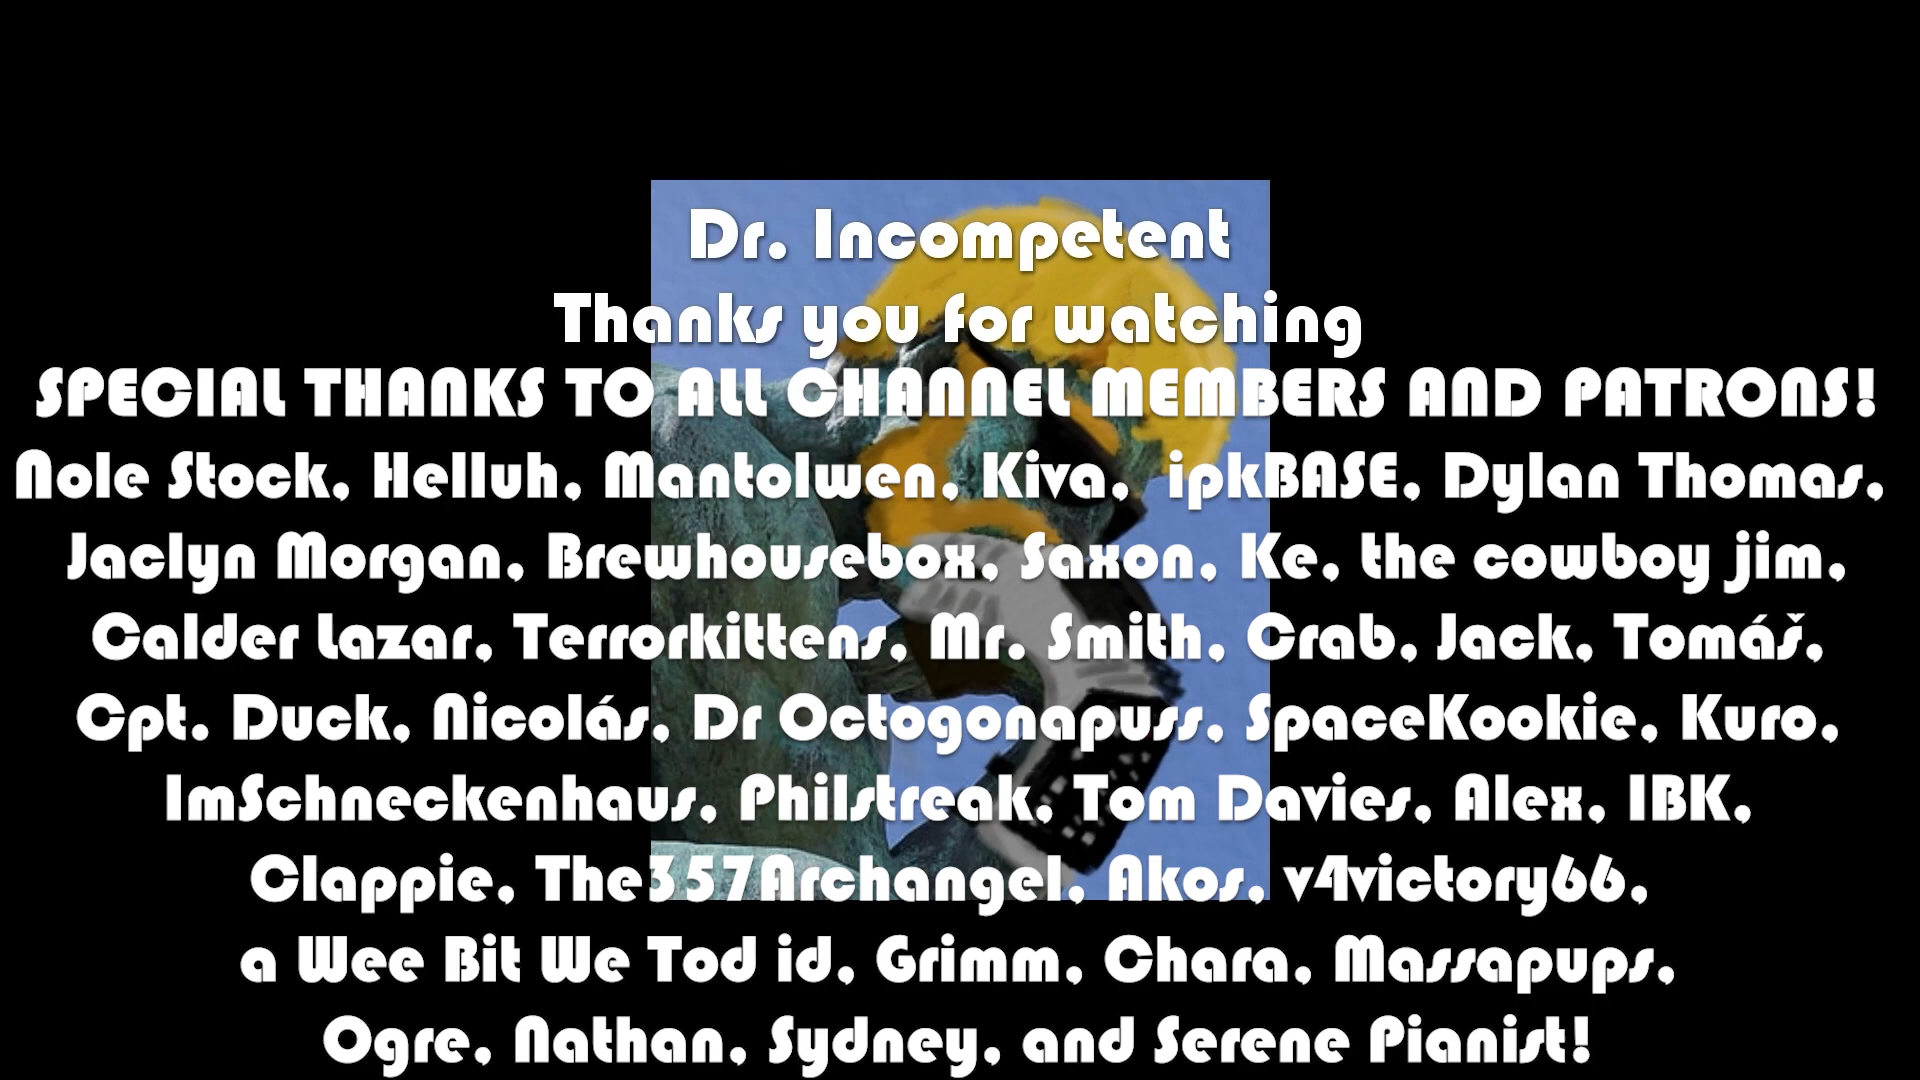 Dr. Incompetent
Thanks you for watching
SPECIAL THANKS TO ALL CHANNEL MEMBERS AND PATRONS!
Nole Stock, Helluh, Mantolwen, Kiva, ipkBASE, Dylan Thomas,
Jaclyn Morgan, Brewhousebox, Saxon, Ke, the cowboy jim,
Calder Lazar, Terrorkittens, Mr. Smith, Crab, Jack, Tomáš,
Cpt. Duck, Nicolás, Dr Octogonapuss, SpaceKookie, Kuro,
ImSchneckenhaus, Philstreak, Tom Davies, Alex, IBK,
Clappie, The357Archangel, Akos, v4victory66,
a Wee Bit We Tod id, Grimm, Chara, Massapups,
Ogre, Nathan, Sydney, and Serene Pianist!